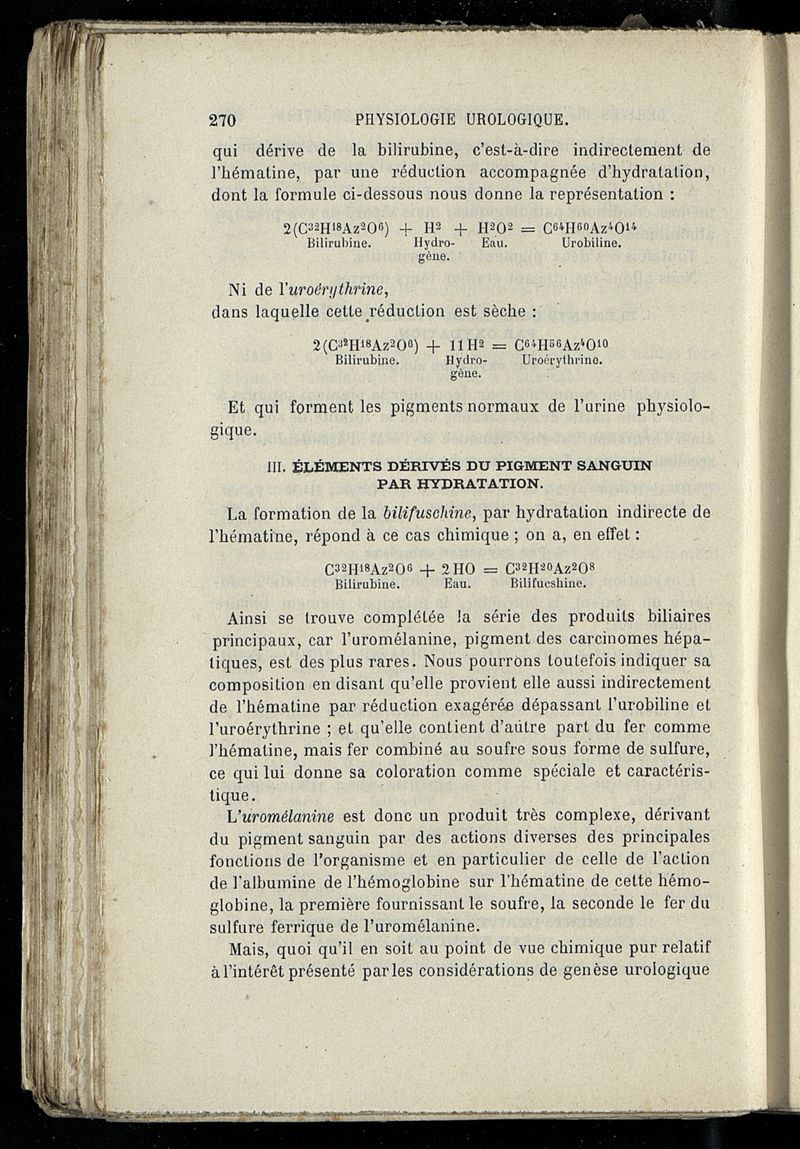 270 PHYSIOLOGIE UROLOGIQUE.
qui dérive de la bilirubine, c'est-à-dire indirectement de
l'hématine, par une réduction accompagnée d'hydratation,
dont la formule ci-dessous nous donne la représentation :
2(C³²H¹⁸Az²O⁶) + H² + H²O² = C⁶⁴H⁶⁰Az⁴O¹⁴
Bilirubine. Hydro- Eau. Urobiline.
gène.
Ni de l'uroérythrine,
dans laquelle cette réduction est sèche :
2(C³²H¹⁸Az²O⁶) + 11H² = C⁶⁴H⁵⁶Az⁴O¹⁰
Bilirubine. Hydro- Uroérythrine.
gène.
Et qui forment les pigments normaux de l'urine physiolo-
gique.
III. ÉLÉMENTS DÉRIVÉS DU PIGMENT SANGUIN
PAR HYDRATATION.
La formation de la bilifuschine, par hydratation indirecte de
l'hématine, répond à ce cas chimique ; on a, en effet :
C³²H¹⁸Az²O⁶ + 2HO = C³²H²⁰Az²O⁸
Bilirubine. Eau. Bilifucshine.
Ainsi se trouve complétée la série des produits biliaires
principaux, car l'uromélanine, pigment des carcinomes hépa-
tiques, est des plus rares. Nous pourrons toutefois indiquer sa
composition en disant qu'elle provient elle aussi indirectement
de l'hématine par réduction exagérée dépassant l'urobiline et
l'uroérythrine ; et qu'elle contient d'autre part du fer comme
l'hématine, mais fer combiné au soufre sous forme de sulfure,
ce qui lui donne sa coloration comme spéciale et caractéris-
tique.
L'uromélanine est donc un produit très complexe, dérivant
du pigment sanguin par des actions diverses des principales
fonctions de l'organisme et en particulier de celle de l'action
de l'albumine de l'hémoglobine sur l'hématine de cette hémo-
globine, la première fournissant le soufre, la seconde le fer du
sulfure ferrique de l'uromélanine.
Mais, quoi qu'il en soit au point de vue chimique pur relatif
à l'intérêt présenté par les considérations de genèse urologique